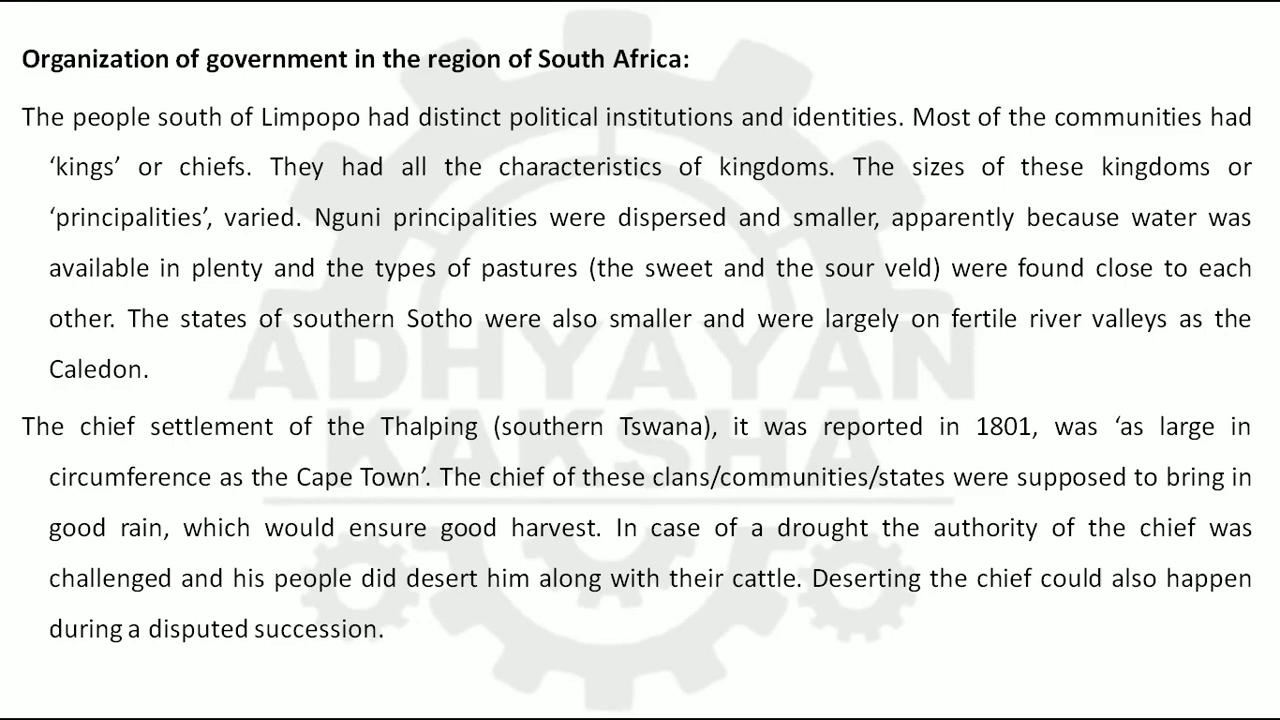 Organization of government in the region of South Africa:
The people south of Limpopo had distinct political institutions and identities. Most of the communities had
‘kings’ or chiefs. They had all the characteristics of kingdoms. The sizes of these kingdoms or
‘principalities’, varied. Nguni principalities were dispersed and smaller, apparently because water was
available in plenty and the types of pastures (the sweet and the sour veld) were found close to each
other. The states of southern Sotho were also smaller and were largely on fertile river valleys as the
Caledon.
The chief settlement of the Thalping (southern Tswana), it was reported in 1801, was ‘as large in
circumference as the Cape Town’. The chief of these clans/communities/states were supposed to bring in
good rain, which would ensure good harvest. In case of a drought the authority of the chief was
challenged and his people did desert him along with their cattle. Deserting the chief could also happen
during a disputed succession.
ADHYAYAN
KAKSHA